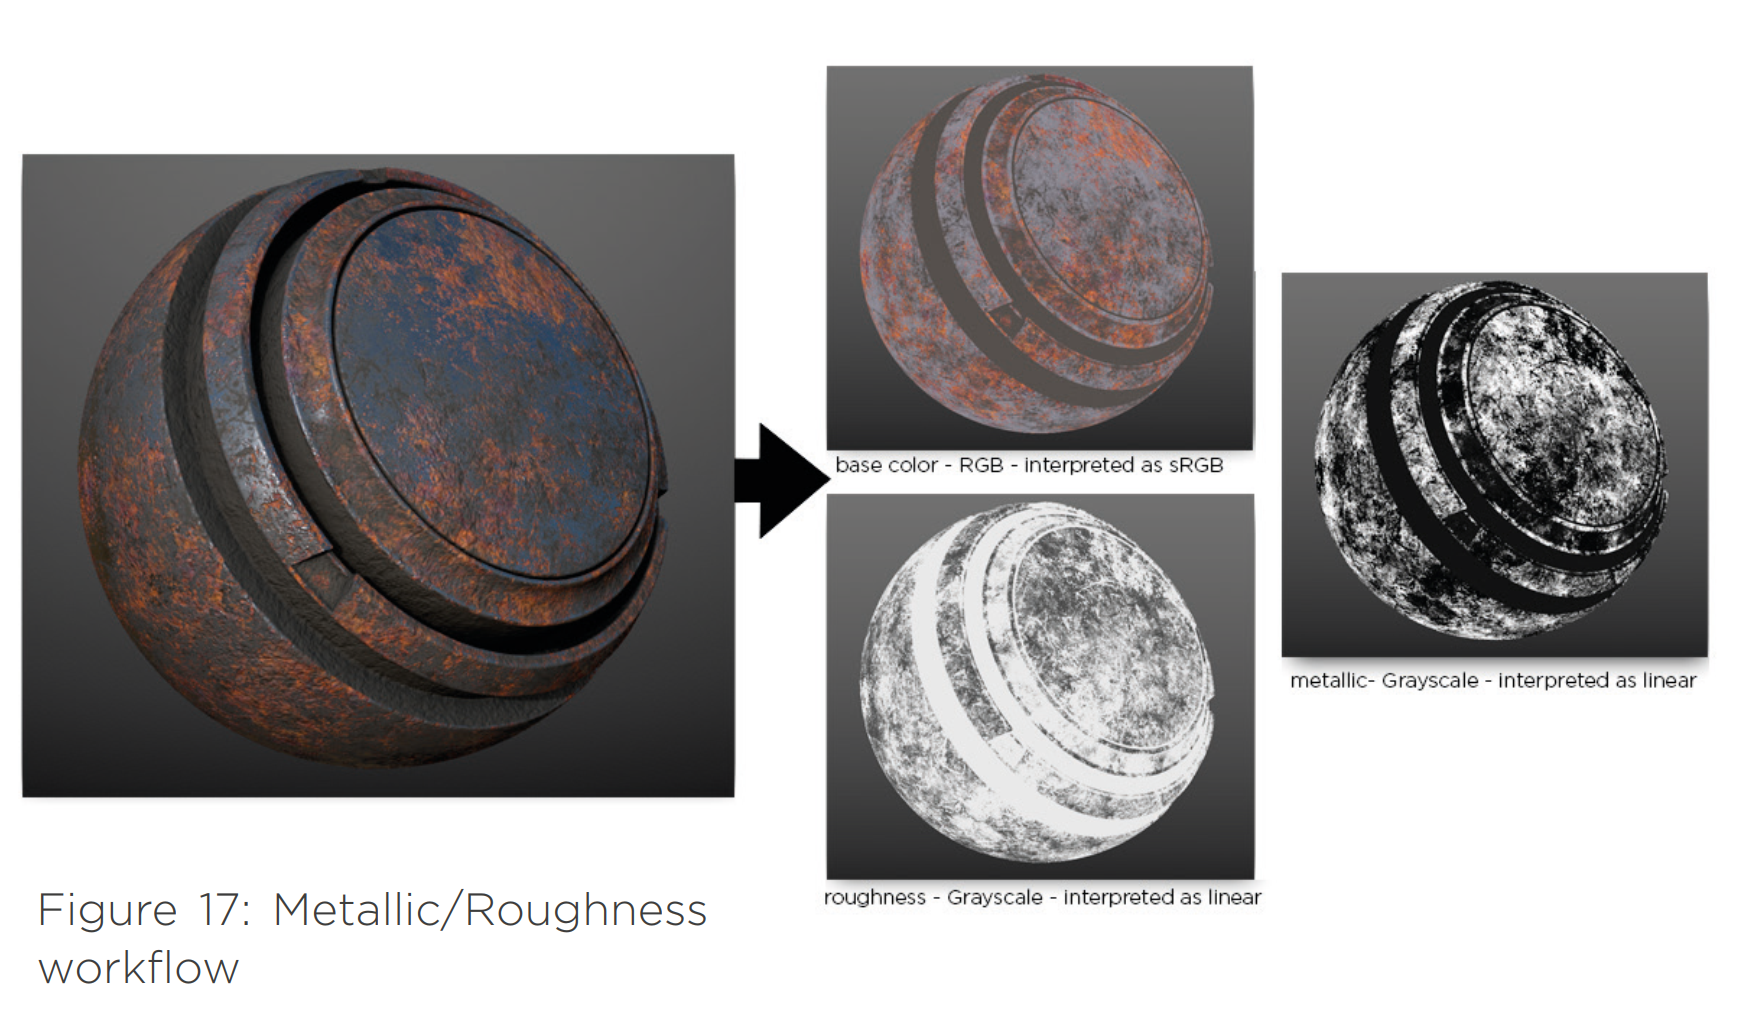 base color - RGB - interpreted as sRGB
metallic- Grayscale - interpreted as linear
roughness - Grayscale - interpreted as linear
Figure 17: Metallic/Roughness
workflow